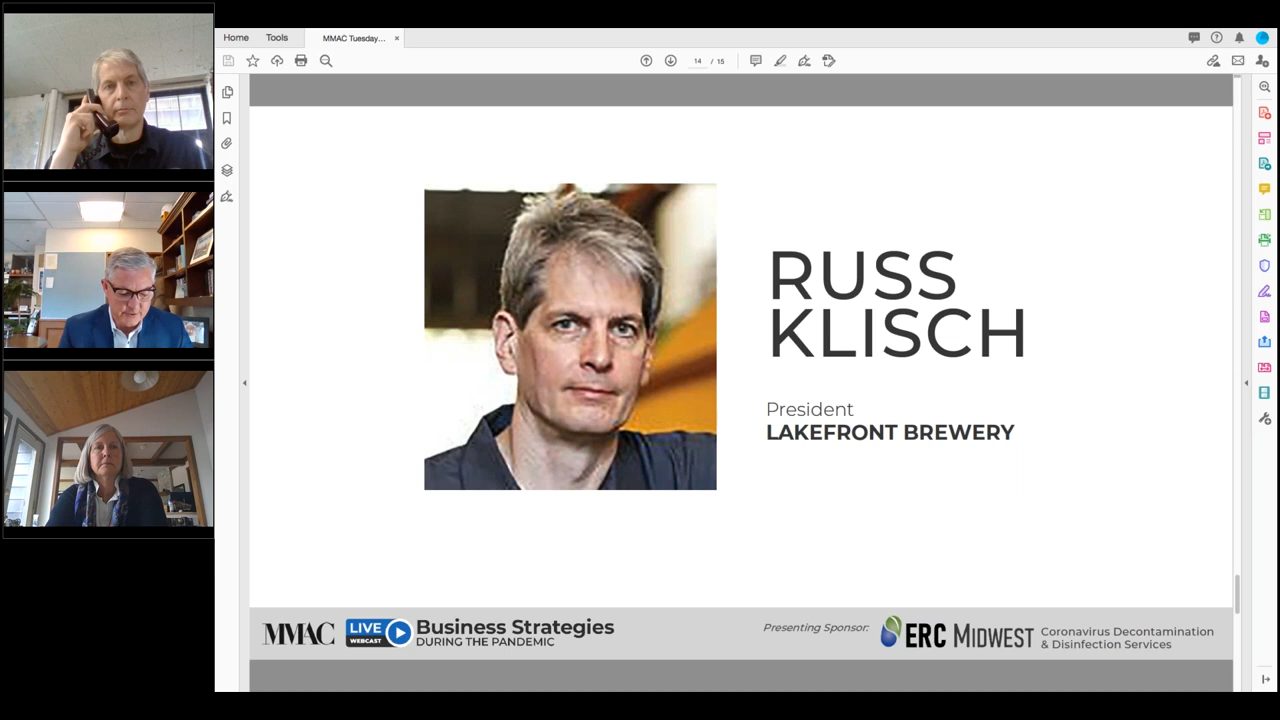 Home Tools MMAC Tuesday... ×
14 / 15
RUSS
KLISCH
President
LAKEFRONT BREWERY
MMAC LIVE WEBCAST Business Strategies
DURING THE PANDEMIC
Presenting Sponsor: ERC MIDWEST Coronavirus Decontamination
& Disinfection Services